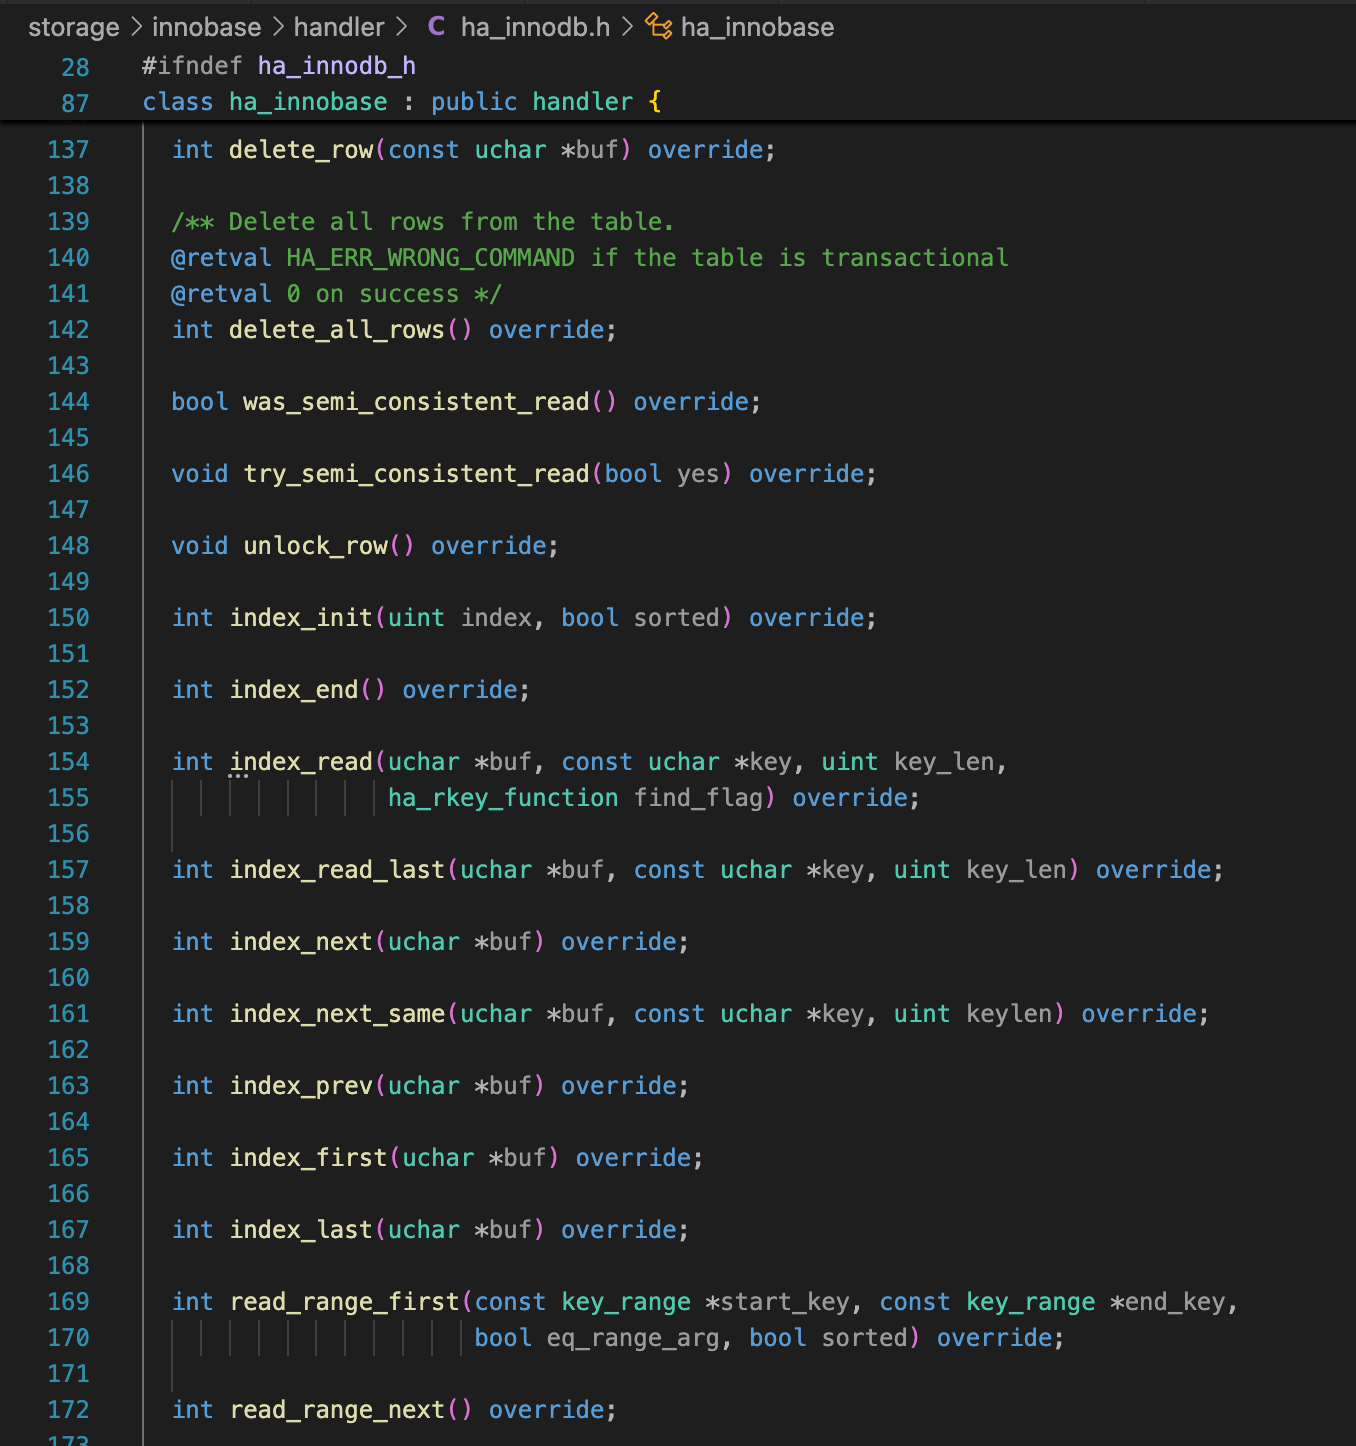 storage > innobase > handler > C ha_innodb.h > ha_innobase
28 #ifndef ha_innodb_h
87 class ha_innobase : public handler {
137 int delete_row(const uchar *buf) override;
138
139 /** Delete all rows from the table.
140 @retval HA_ERR_WRONG_COMMAND if the table is transactional
141 @retval 0 on success */
142 int delete_all_rows() override;
143
144 bool was_semi_consistent_read() override;
145
146 void try_semi_consistent_read(bool yes) override;
147
148 void unlock_row() override;
149
150 int index_init(uint index, bool sorted) override;
151
152 int index_end() override;
153
154 int index_read(uchar *buf, const uchar *key, uint key_len,
155 ha_rkey_function find_flag) override;
156
157 int index_read_last(uchar *buf, const uchar *key, uint key_len) override;
158
159 int index_next(uchar *buf) override;
160
161 int index_next_same(uchar *buf, const uchar *key, uint keylen) override;
162
163 int index_prev(uchar *buf) override;
164
165 int index_first(uchar *buf) override;
166
167 int index_last(uchar *buf) override;
168
169 int read_range_first(const key_range *start_key, const key_range *end_key,
170 bool eq_range_arg, bool sorted) override;
171
172 int read_range_next() override;
173